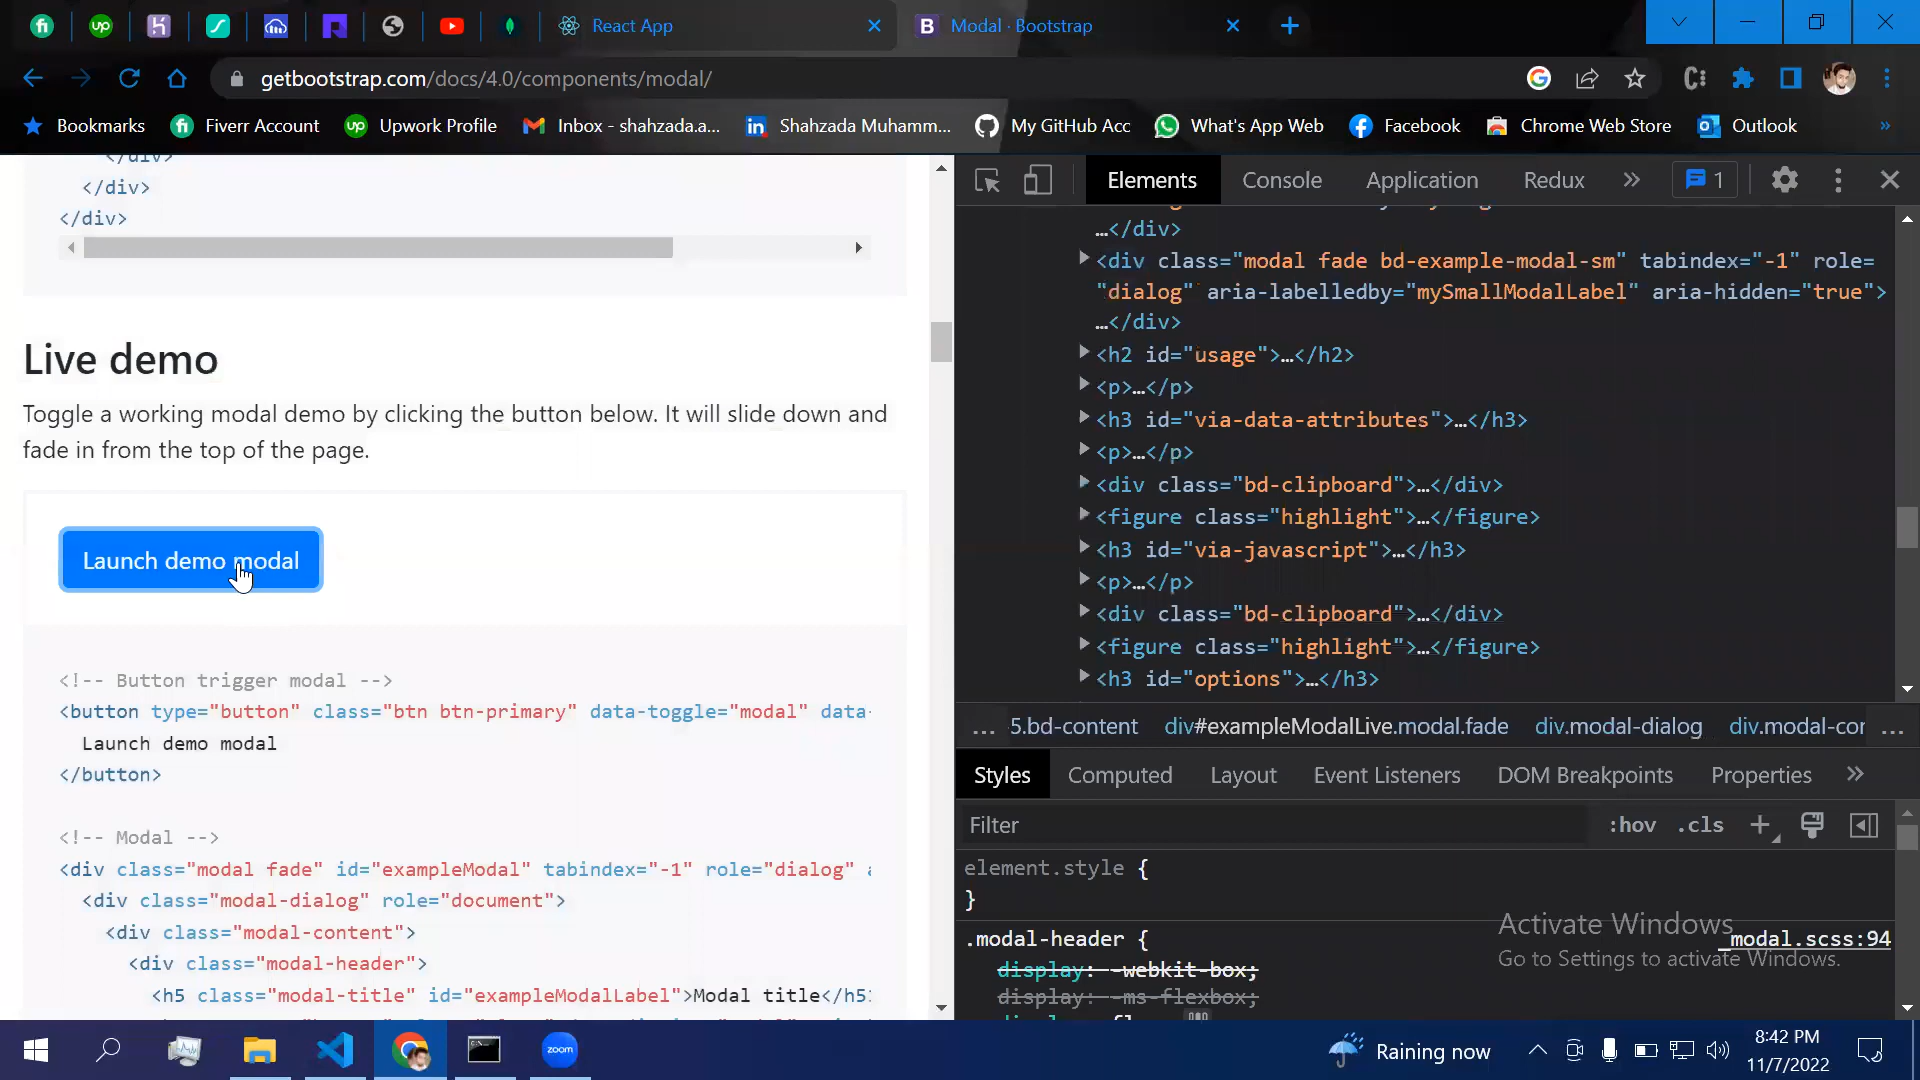 React App
Modal · Bootstrap
getbootstrap.com/docs/4.0/components/modal/
Bookmarks
Fiverr Account
Upwork Profile
Inbox - shahzada.a...
Shahzada Muhamm...
My GitHub Acc
What's App Web
Facebook
Chrome Web Store
Outlook
»
</div>
</div>
</div>
Live demo
Toggle a working modal demo by clicking the button below. It will slide down and
fade in from the top of the page.
Launch demo modal
<!-- Button trigger modal -->
<button type="button" class="btn btn-primary" data-toggle="modal" data-
Launch demo modal
</button>
<!-- Modal -->
<div class="modal fade" id="exampleModal" tabindex="-1" role="dialog" a
<div class="modal-dialog" role="document">
<div class="modal-content">
<div class="modal-header">
<h5 class="modal-title" id="exampleModalLabel">Modal title</h5>
Elements
Console
Application
Redux
»
1
…</div>
<div class="modal fade bd-example-modal-sm" tabindex="-1" role=
"dialog" aria-labelledby="mySmallModalLabel" aria-hidden="true">
…</div>
<h2 id="usage">…</h2>
<p>…</p>
<h3 id="via-data-attributes">…</h3>
<p>…</p>
<div class="bd-clipboard">…</div>
<figure class="highlight">…</figure>
<h3 id="via-javascript">…</h3>
<p>…</p>
<div class="bd-clipboard">…</div>
<figure class="highlight">…</figure>
<h3 id="options">…</h3>
... 5.bd-content div#exampleModalLive.modal.fade div.modal-dialog div.modal-cor ...
Styles
Computed
Layout
Event Listeners
DOM Breakpoints
Properties
»
Filter
:hov .cls
element.style {
}
.modal-header {
_modal.scss:94
display: -webkit-box;
display: -ms-flexbox;
Activate Windows
Go to Settings to activate Windows.
zoom
Raining now
8:42 PM
11/7/2022